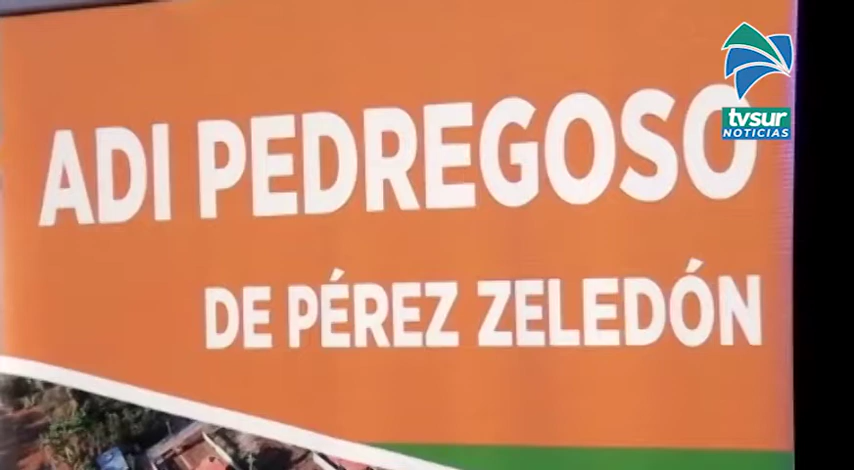 tvsur
NOTICIAS
ADI PEDREGOSO
DE PÉREZ ZELEDÓN